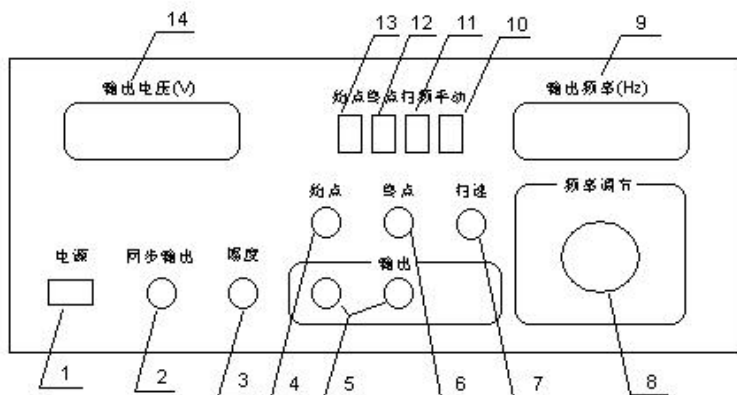 14 13 12 11 10 9
输出电压(V) 始点 终点 扫频 手动 输出频率(Hz)
始点 终点 扫速 频率调节
电源 同步输出 幅度 输出
1 2 3 4 5 6 7 8